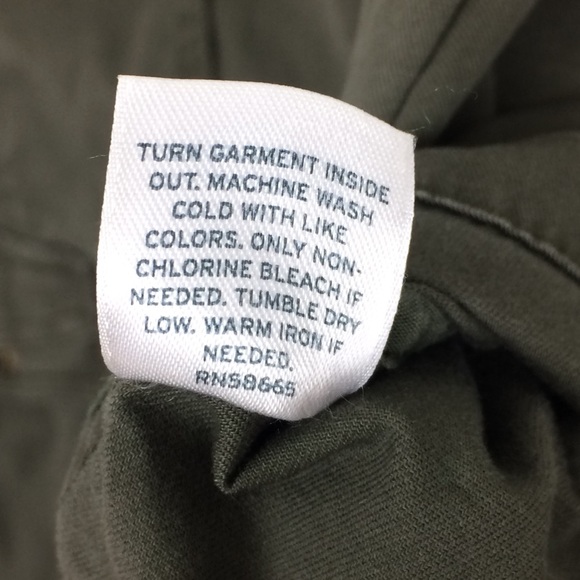 TURN GARMENT INSIDE
OUT. MACHINE WASH
COLD WITH LIKE
COLORS. ONLY NON-
CHLORINE BLEACH IF
NEEDED. TUMBLE DRY
LOW. WARM IRON IF
NEEDED.
RN58665